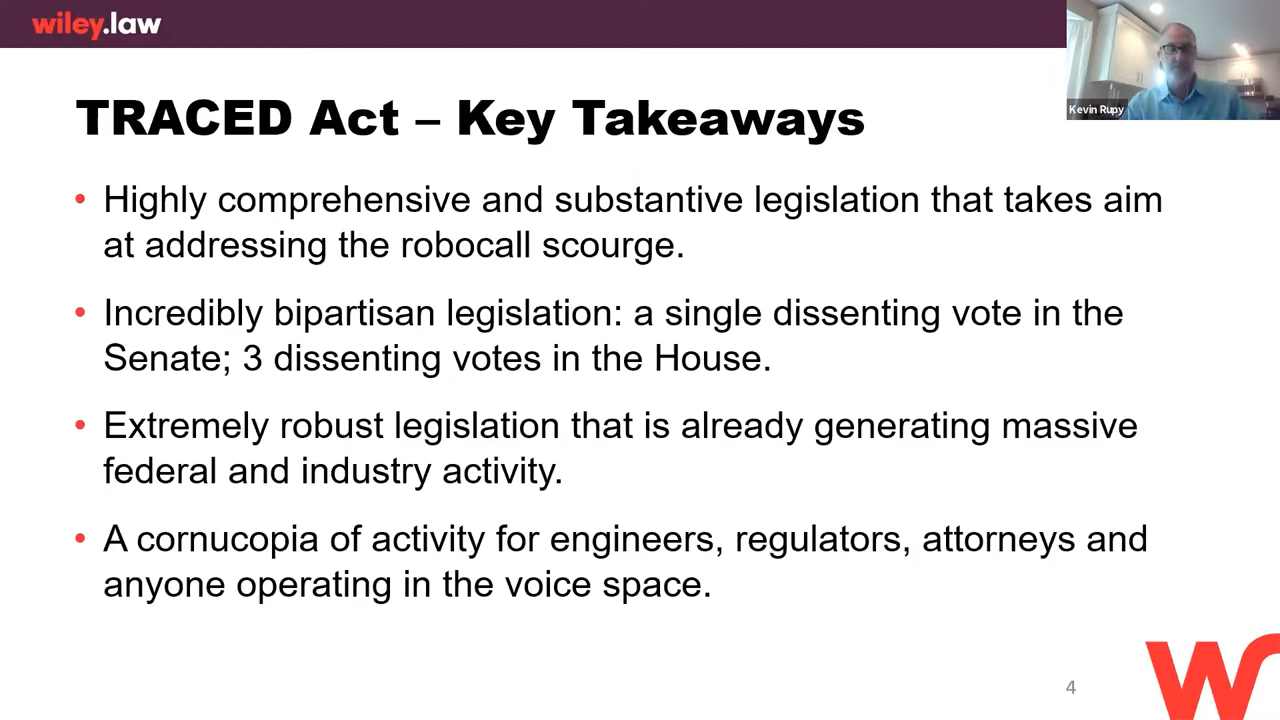 wiley.law
Kevin Rupy
TRACED Act – Key Takeaways
• Highly comprehensive and substantive legislation that takes aim
at addressing the robocall scourge.
• Incredibly bipartisan legislation: a single dissenting vote in the
Senate; 3 dissenting votes in the House.
• Extremely robust legislation that is already generating massive
federal and industry activity.
• A cornucopia of activity for engineers, regulators, attorneys and
anyone operating in the voice space.
4
W